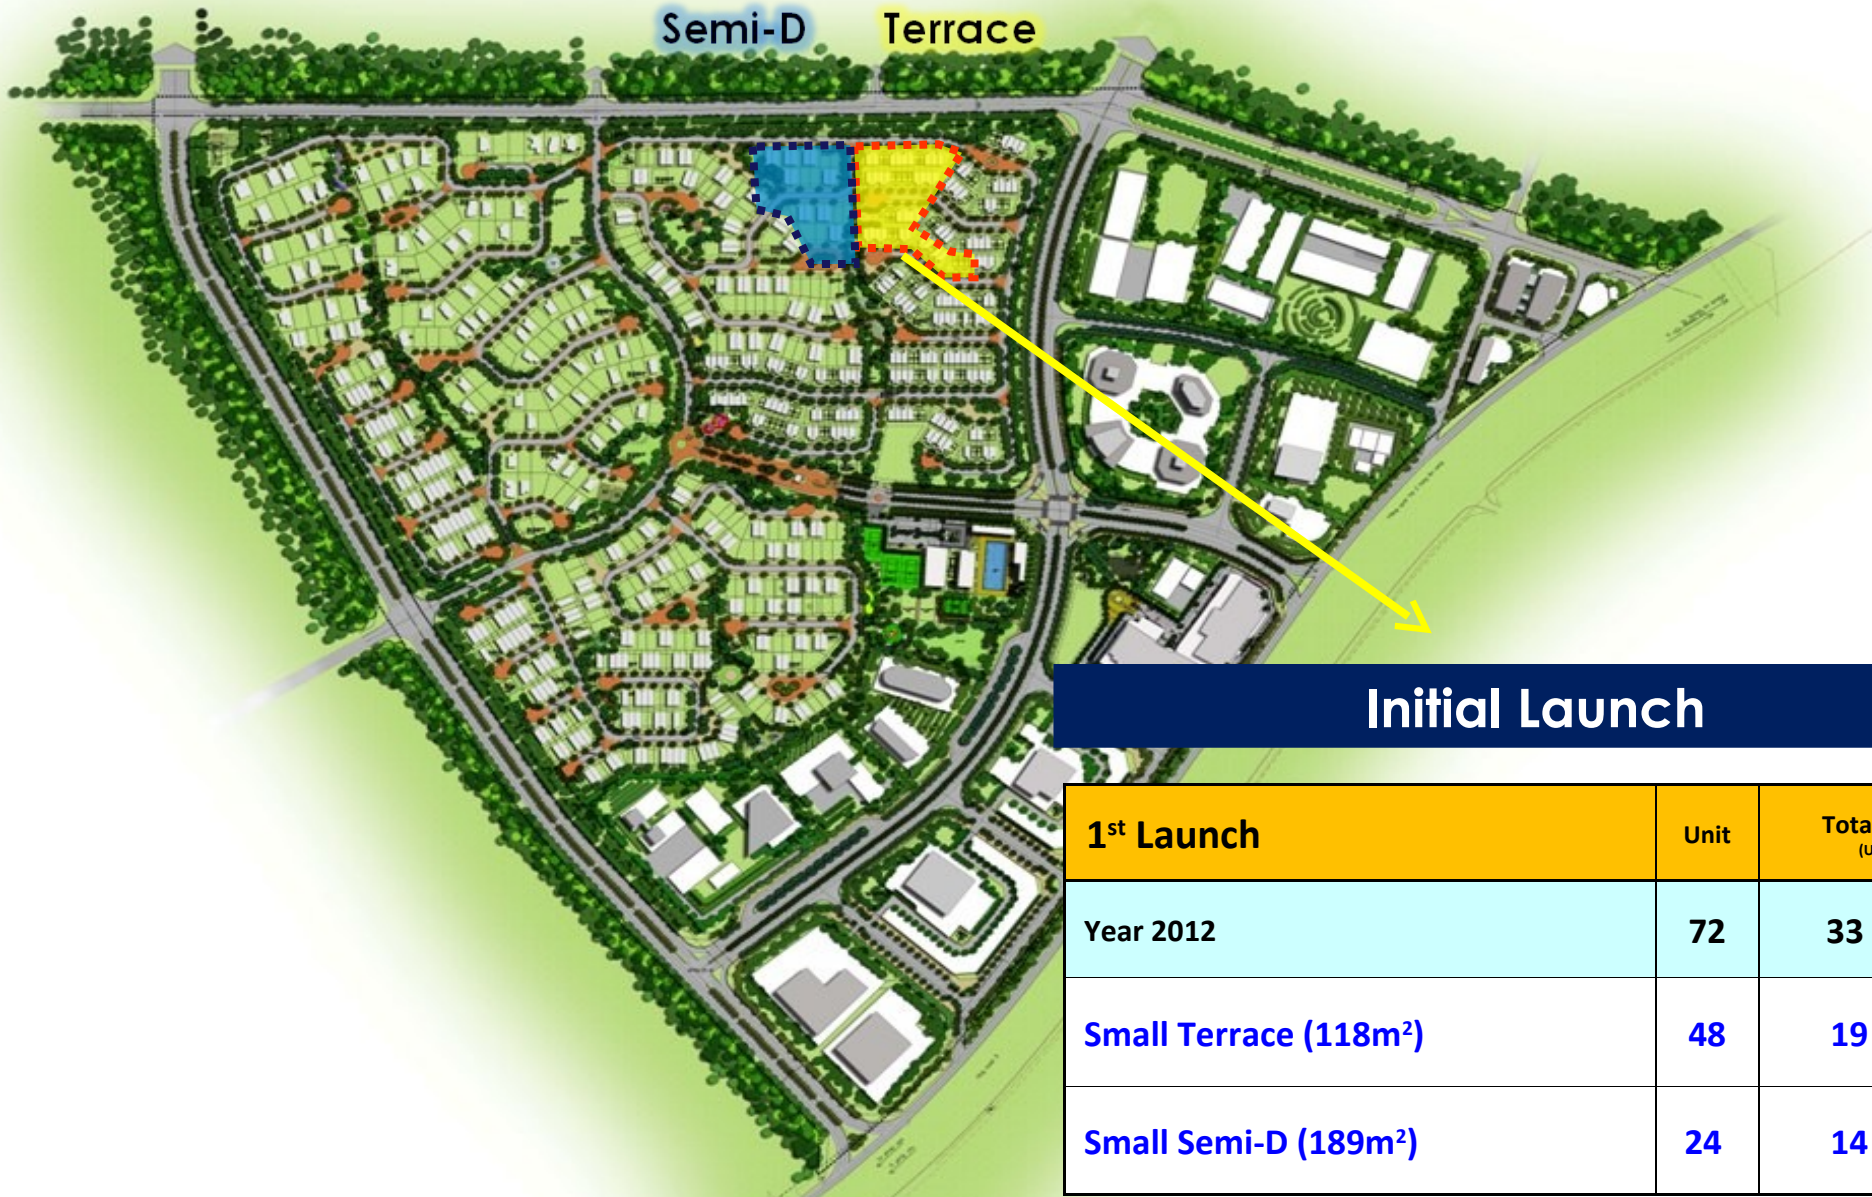 Semi-D Terrace
Initial Launch
1st Launch Unit Tota
(U
Year 2012 72 33
Small Terrace (118m²) 48 19
Small Semi-D (189m²) 24 14